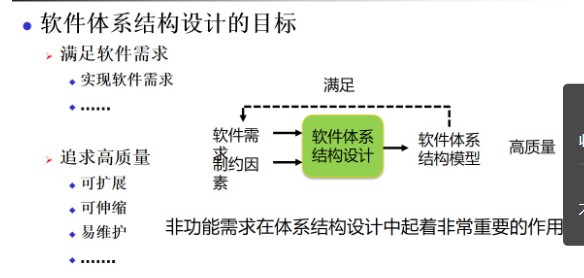 软件体系结构设计的目标
满足软件需求
实现软件需求
......
追求高质量
可扩展
可伸缩
易维护
.......
满足
软件需求
制约因素
软件体系
结构设计
软件体系
结构模型
高质量
非功能需求在体系结构设计中起着非常重要的作用